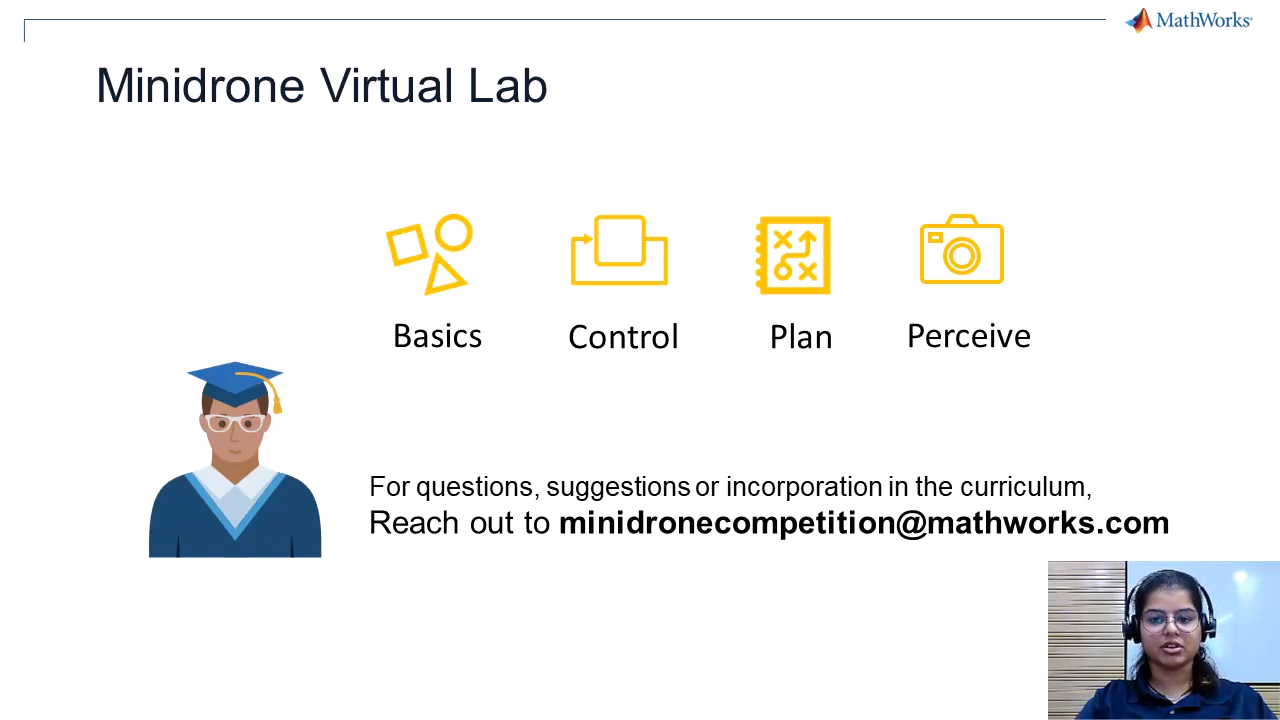 MathWorks
Minidrone Virtual Lab
Basics
Control
Plan
Perceive
For questions, suggestions or incorporation in the curriculum,
Reach out to minidronecompetition@mathworks.com